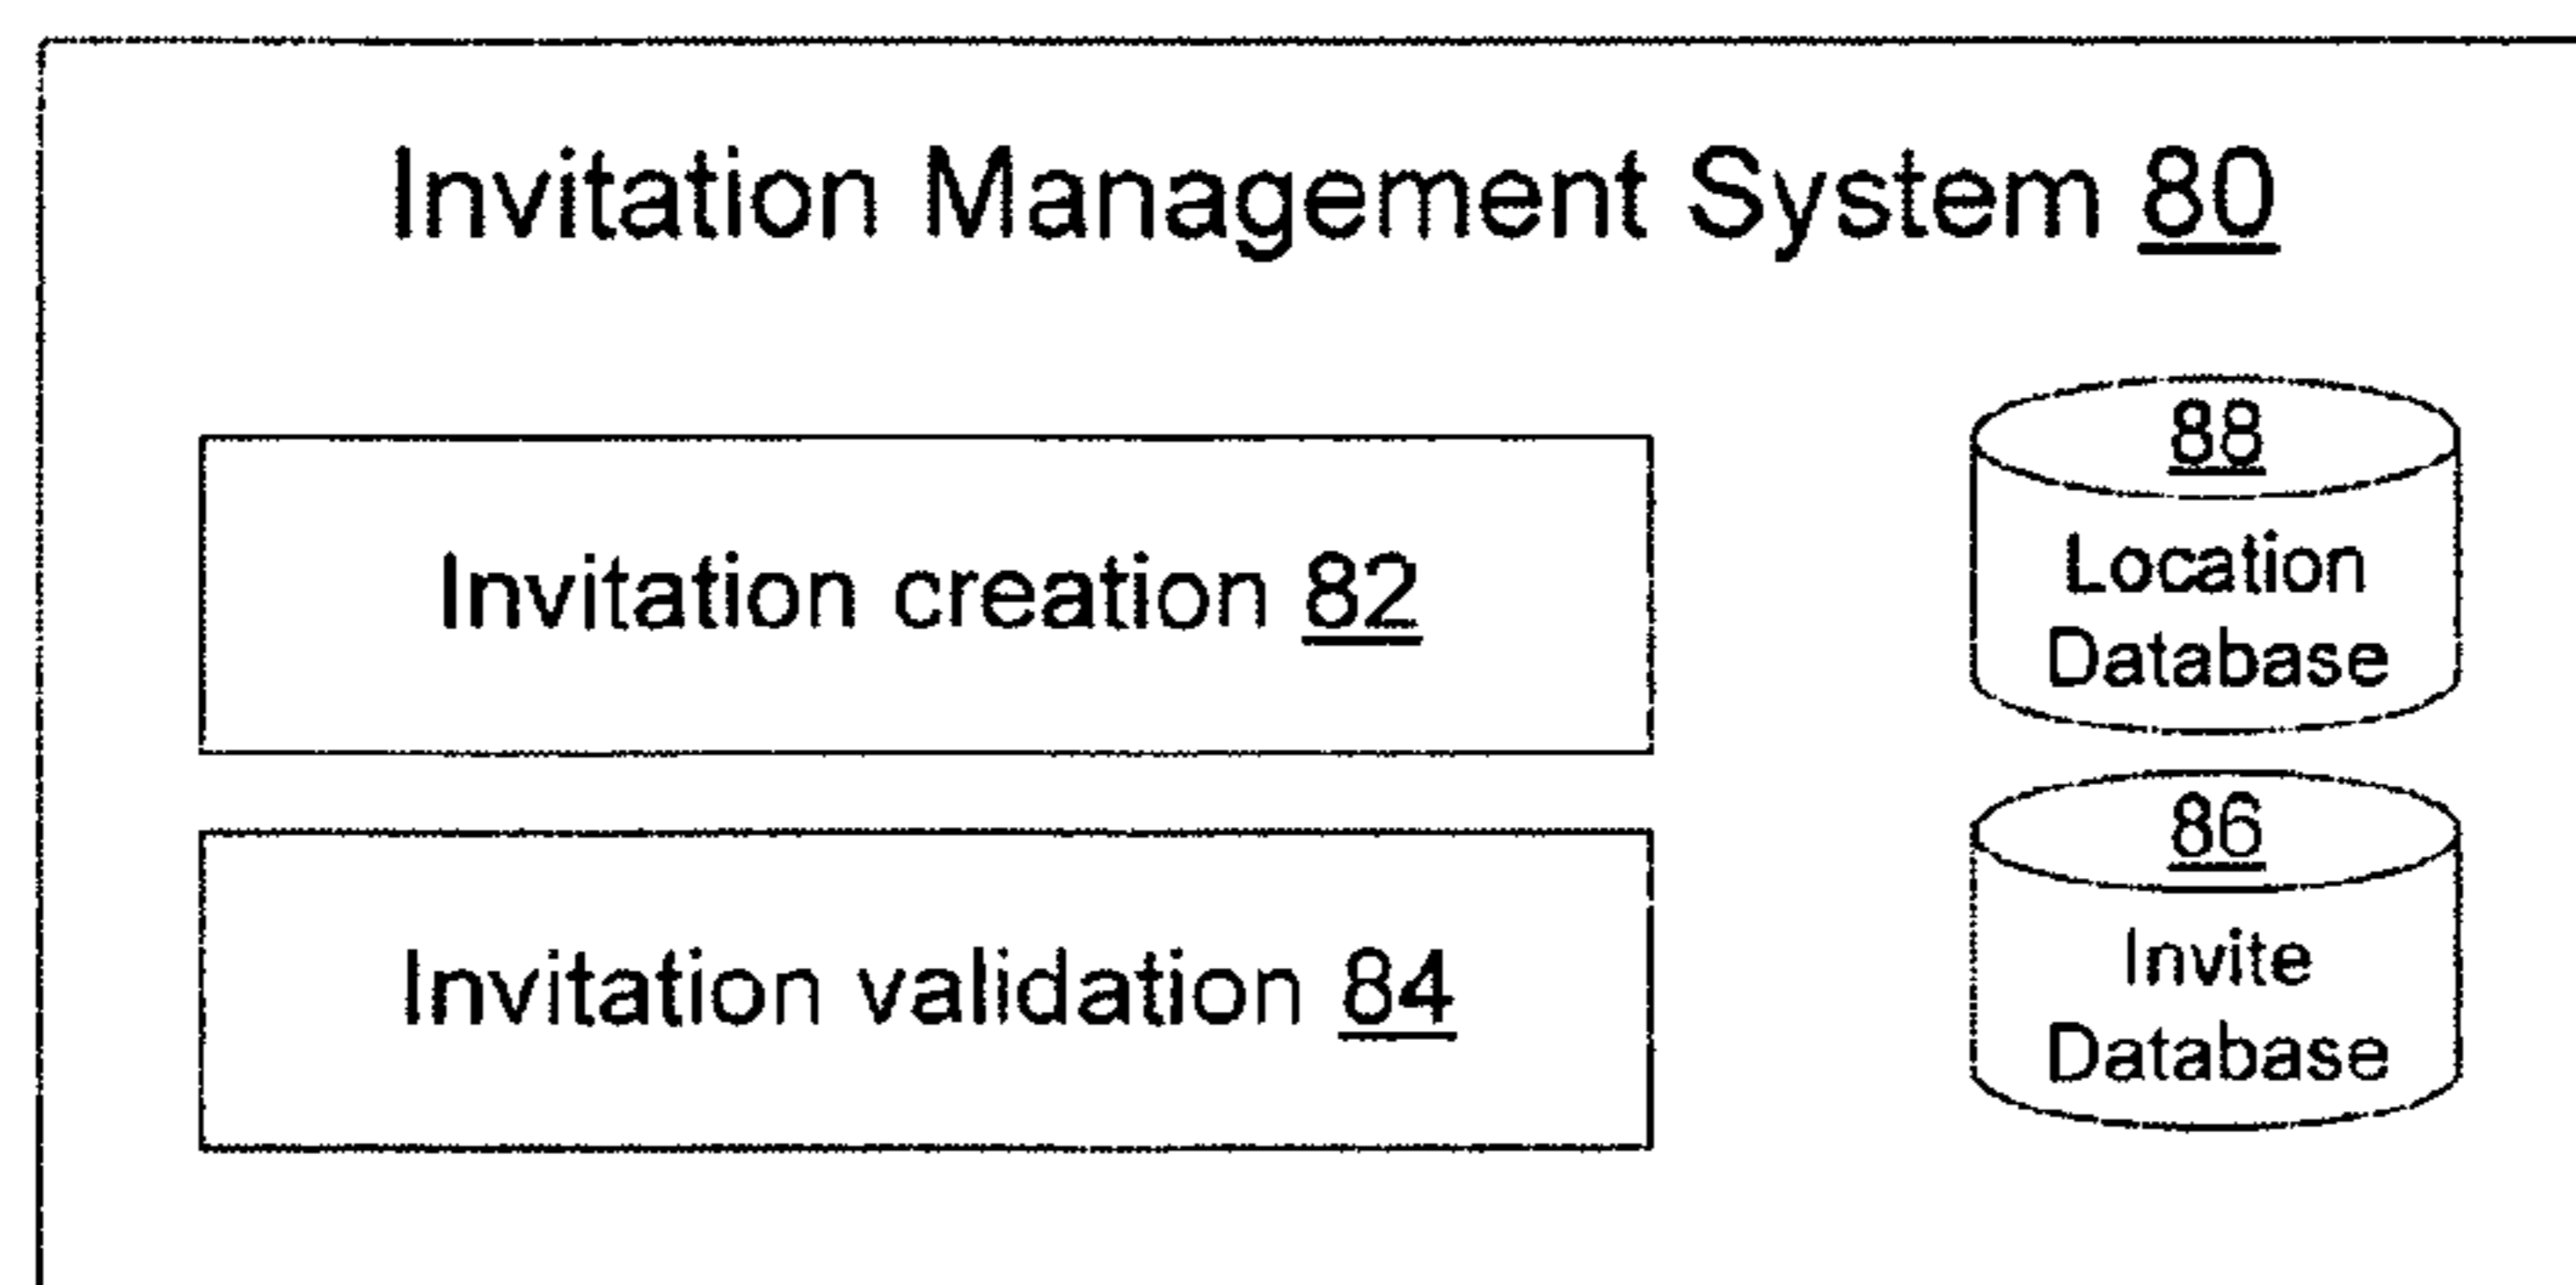 Invitation Management System 80
Invitation creation 82
88
Location
Database
Invitation validation 84
86
Invite
Database